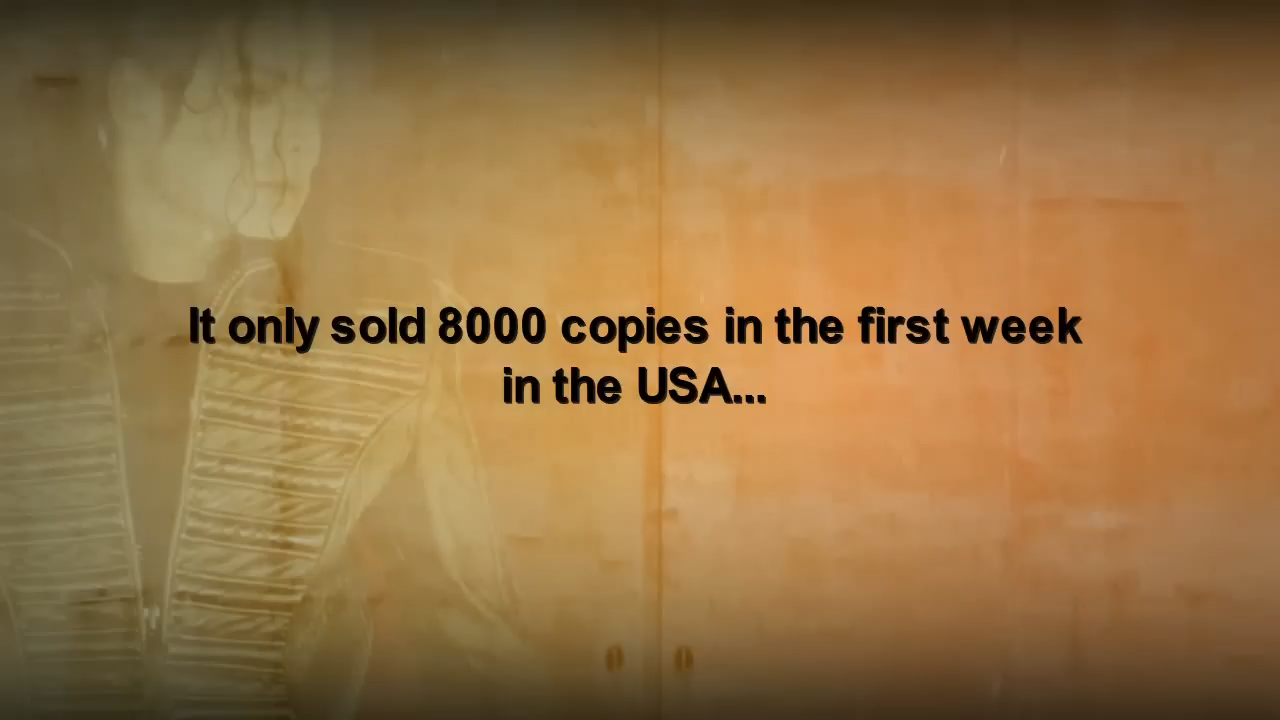 It only sold 8000 copies in the first week
in the USA...